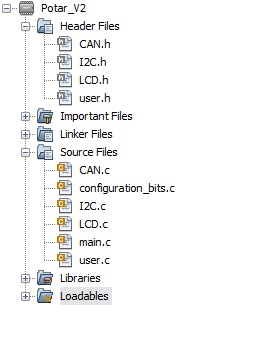 Potar_V2
Header Files
CAN.h
I2C.h
LCD.h
user.h
Important Files
Linker Files
Source Files
CAN.c
configuration_bits.c
I2C.c
LCD.c
main.c
user.c
Libraries
Loadables